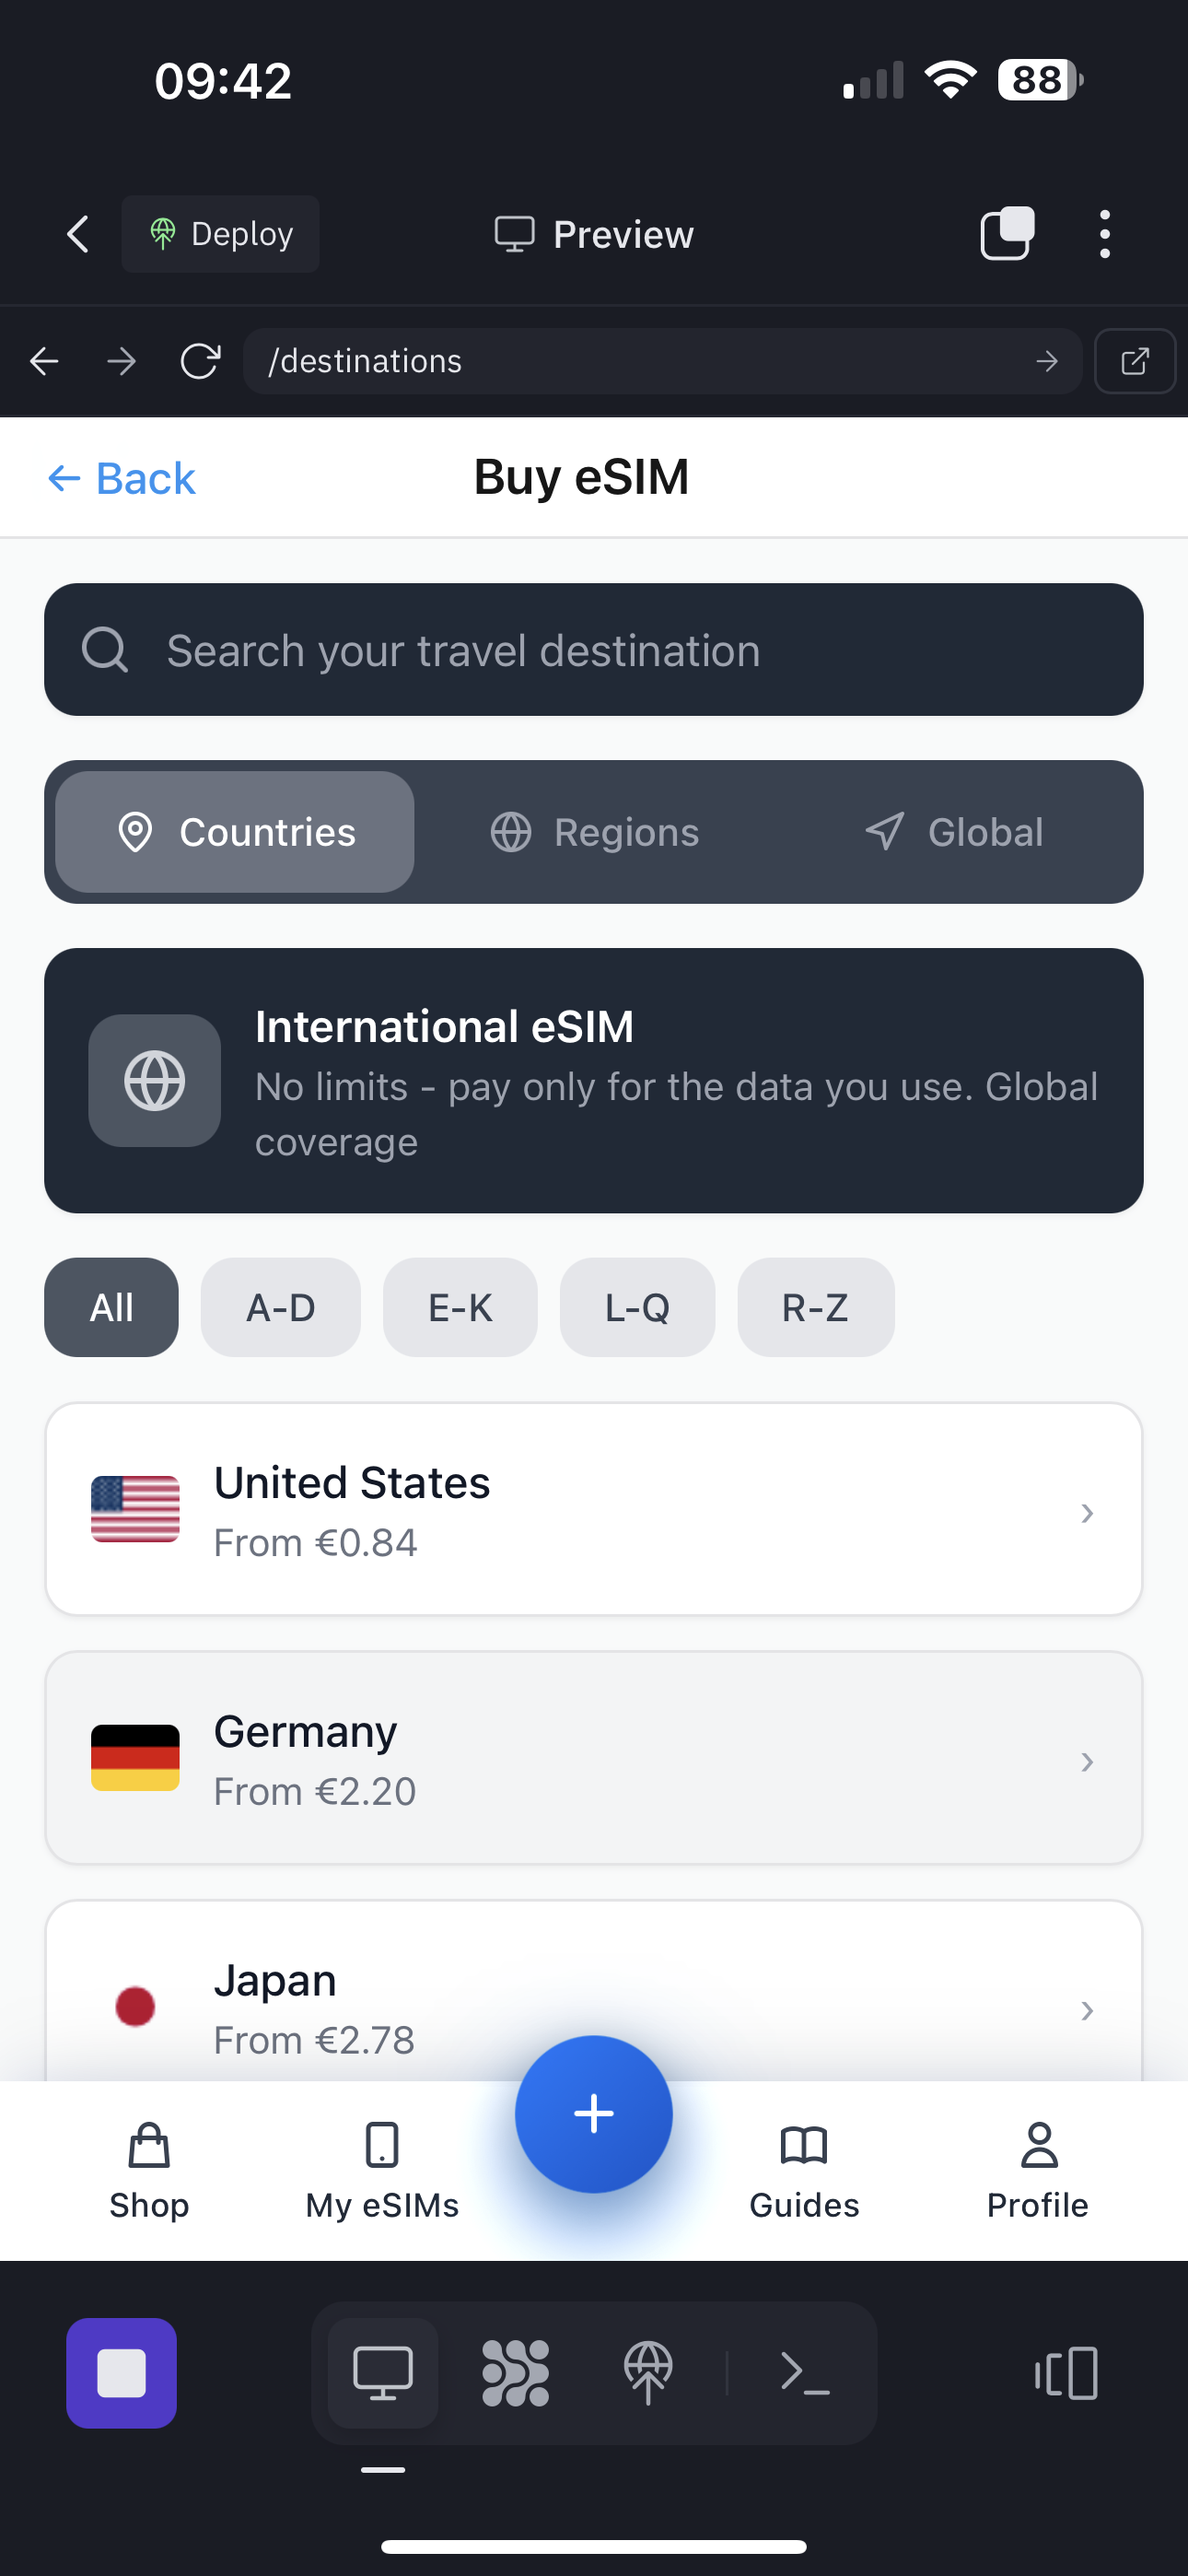 09:42
88
Deploy
Preview
/destinations
← Back
Buy eSIM
Search your travel destination
Countries
Regions
Global
International eSIM
No limits - pay only for the data you use. Global
coverage
All
A-D
E-K
L-Q
R-Z
United States
From €0.84
Germany
From €2.20
Japan
From €2.78
Shop
My eSIMs
Guides
Profile